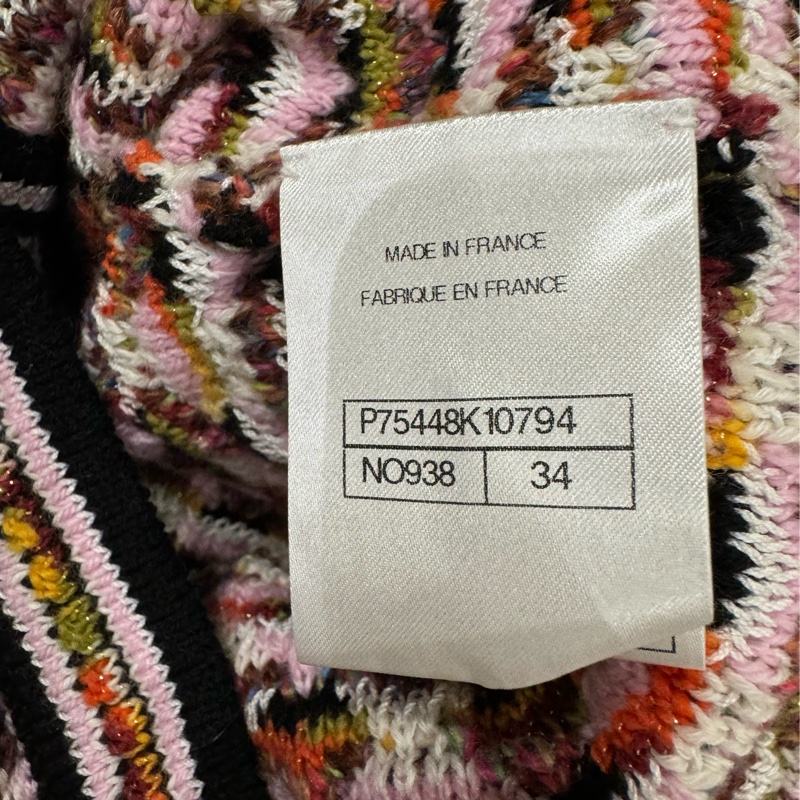 MADE IN FRANCE
FABRIQUE EN FRANCE
P75448K10794
NO938 34